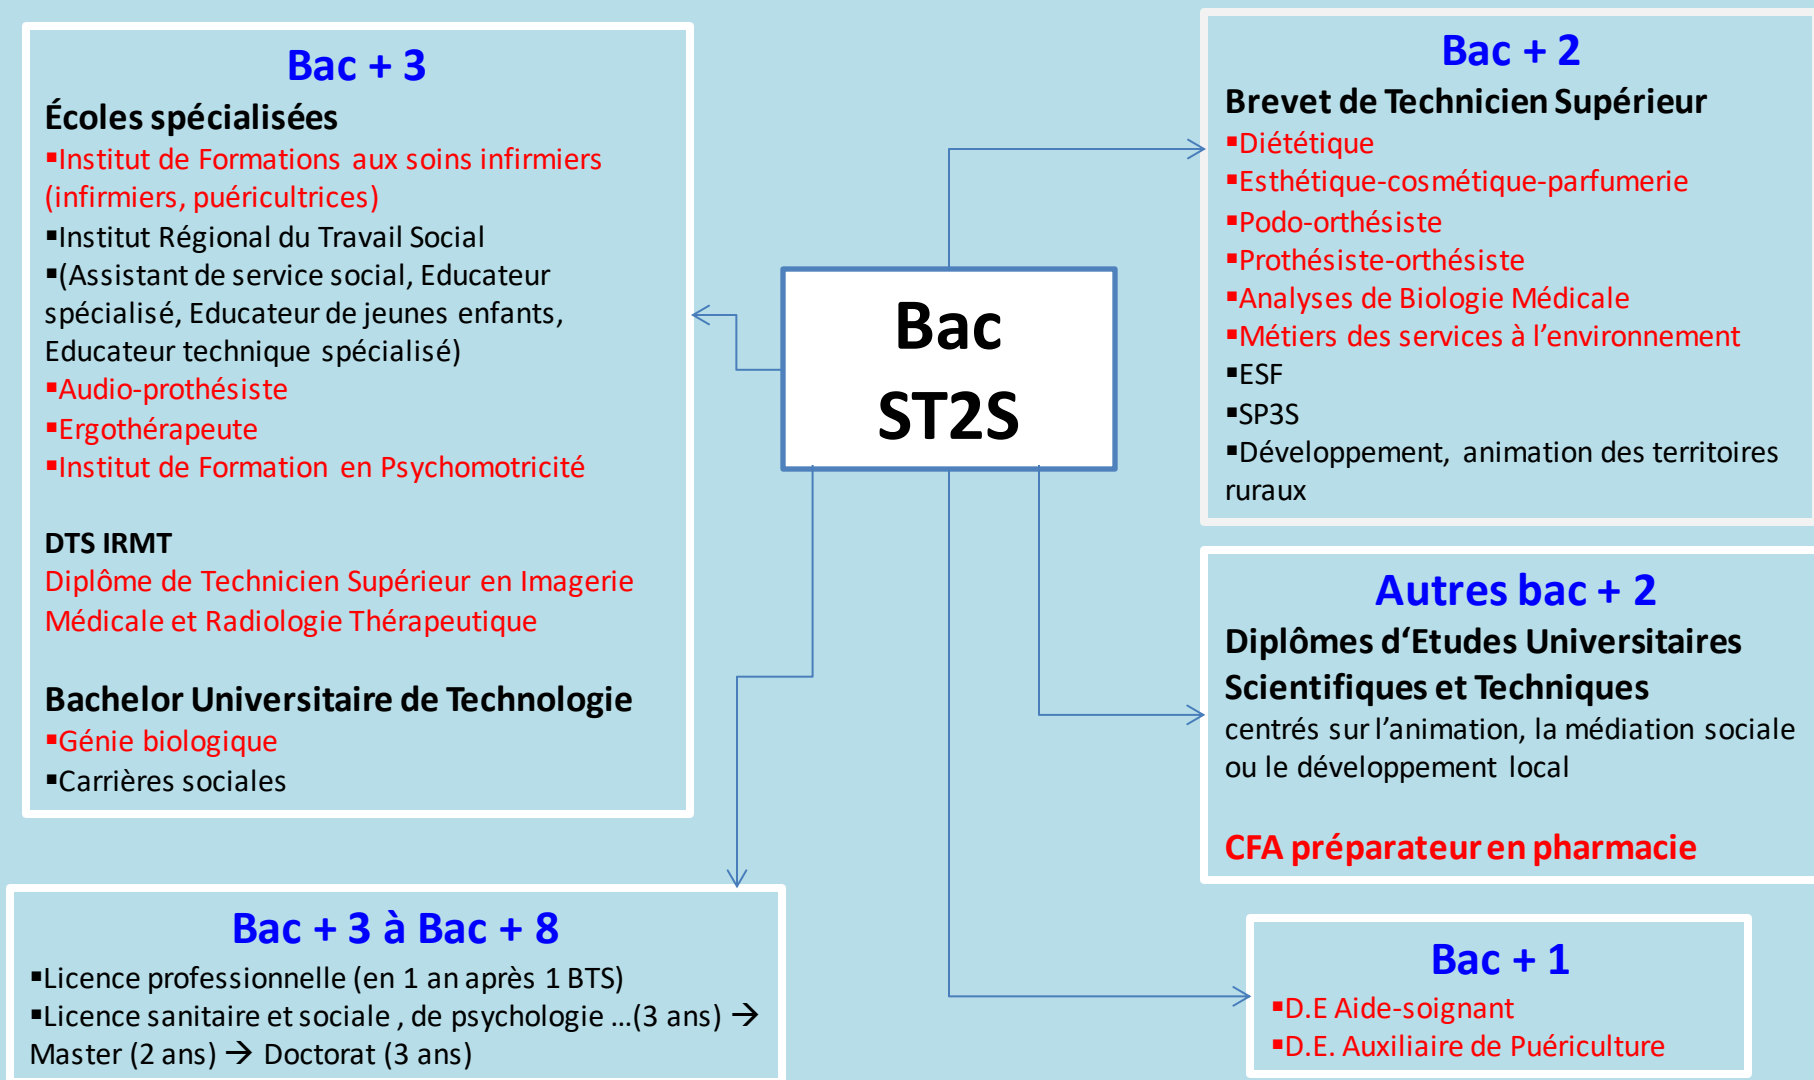 Bac + 3
Écoles spécialisées
▪Institut de Formations aux soins infirmiers
(infirmiers, puéricultrices)
▪Institut Régional du Travail Social
▪(Assistant de service social, Educateur
spécialisé, Educateur de jeunes enfants,
Educateur technique spécialisé)
▪Audio-prothésiste
▪Ergothérapeute
▪Institut de Formation en Psychomotricité
DTS IRMT
Diplôme de Technicien Supérieur en Imagerie
Médicale et Radiologie Thérapeutique
Bachelor Universitaire de Technologie
▪Génie biologique
▪Carrières sociales
Bac
ST2S
Bac + 2
Brevet de Technicien Supérieur
▪Diététique
▪Esthétique-cosmétique-parfumerie
▪Podo-orthésiste
▪Prothésiste-orthésiste
▪Analyses de Biologie Médicale
▪Métiers des services à l’environnement
▪ESF
▪SP3S
▪Développement, animation des territoires
ruraux
Autres bac + 2
Diplômes d‘Etudes Universitaires
Scientifiques et Techniques
centrés sur l’animation, la médiation sociale
ou le développement local
CFA préparateur en pharmacie
Bac + 3 à Bac + 8
▪Licence professionnelle (en 1 an après 1 BTS)
▪Licence sanitaire et sociale , de psychologie …(3 ans) →
Master (2 ans) → Doctorat (3 ans)
Bac + 1
▪D.E Aide-soignant
▪D.E. Auxiliaire de Puériculture